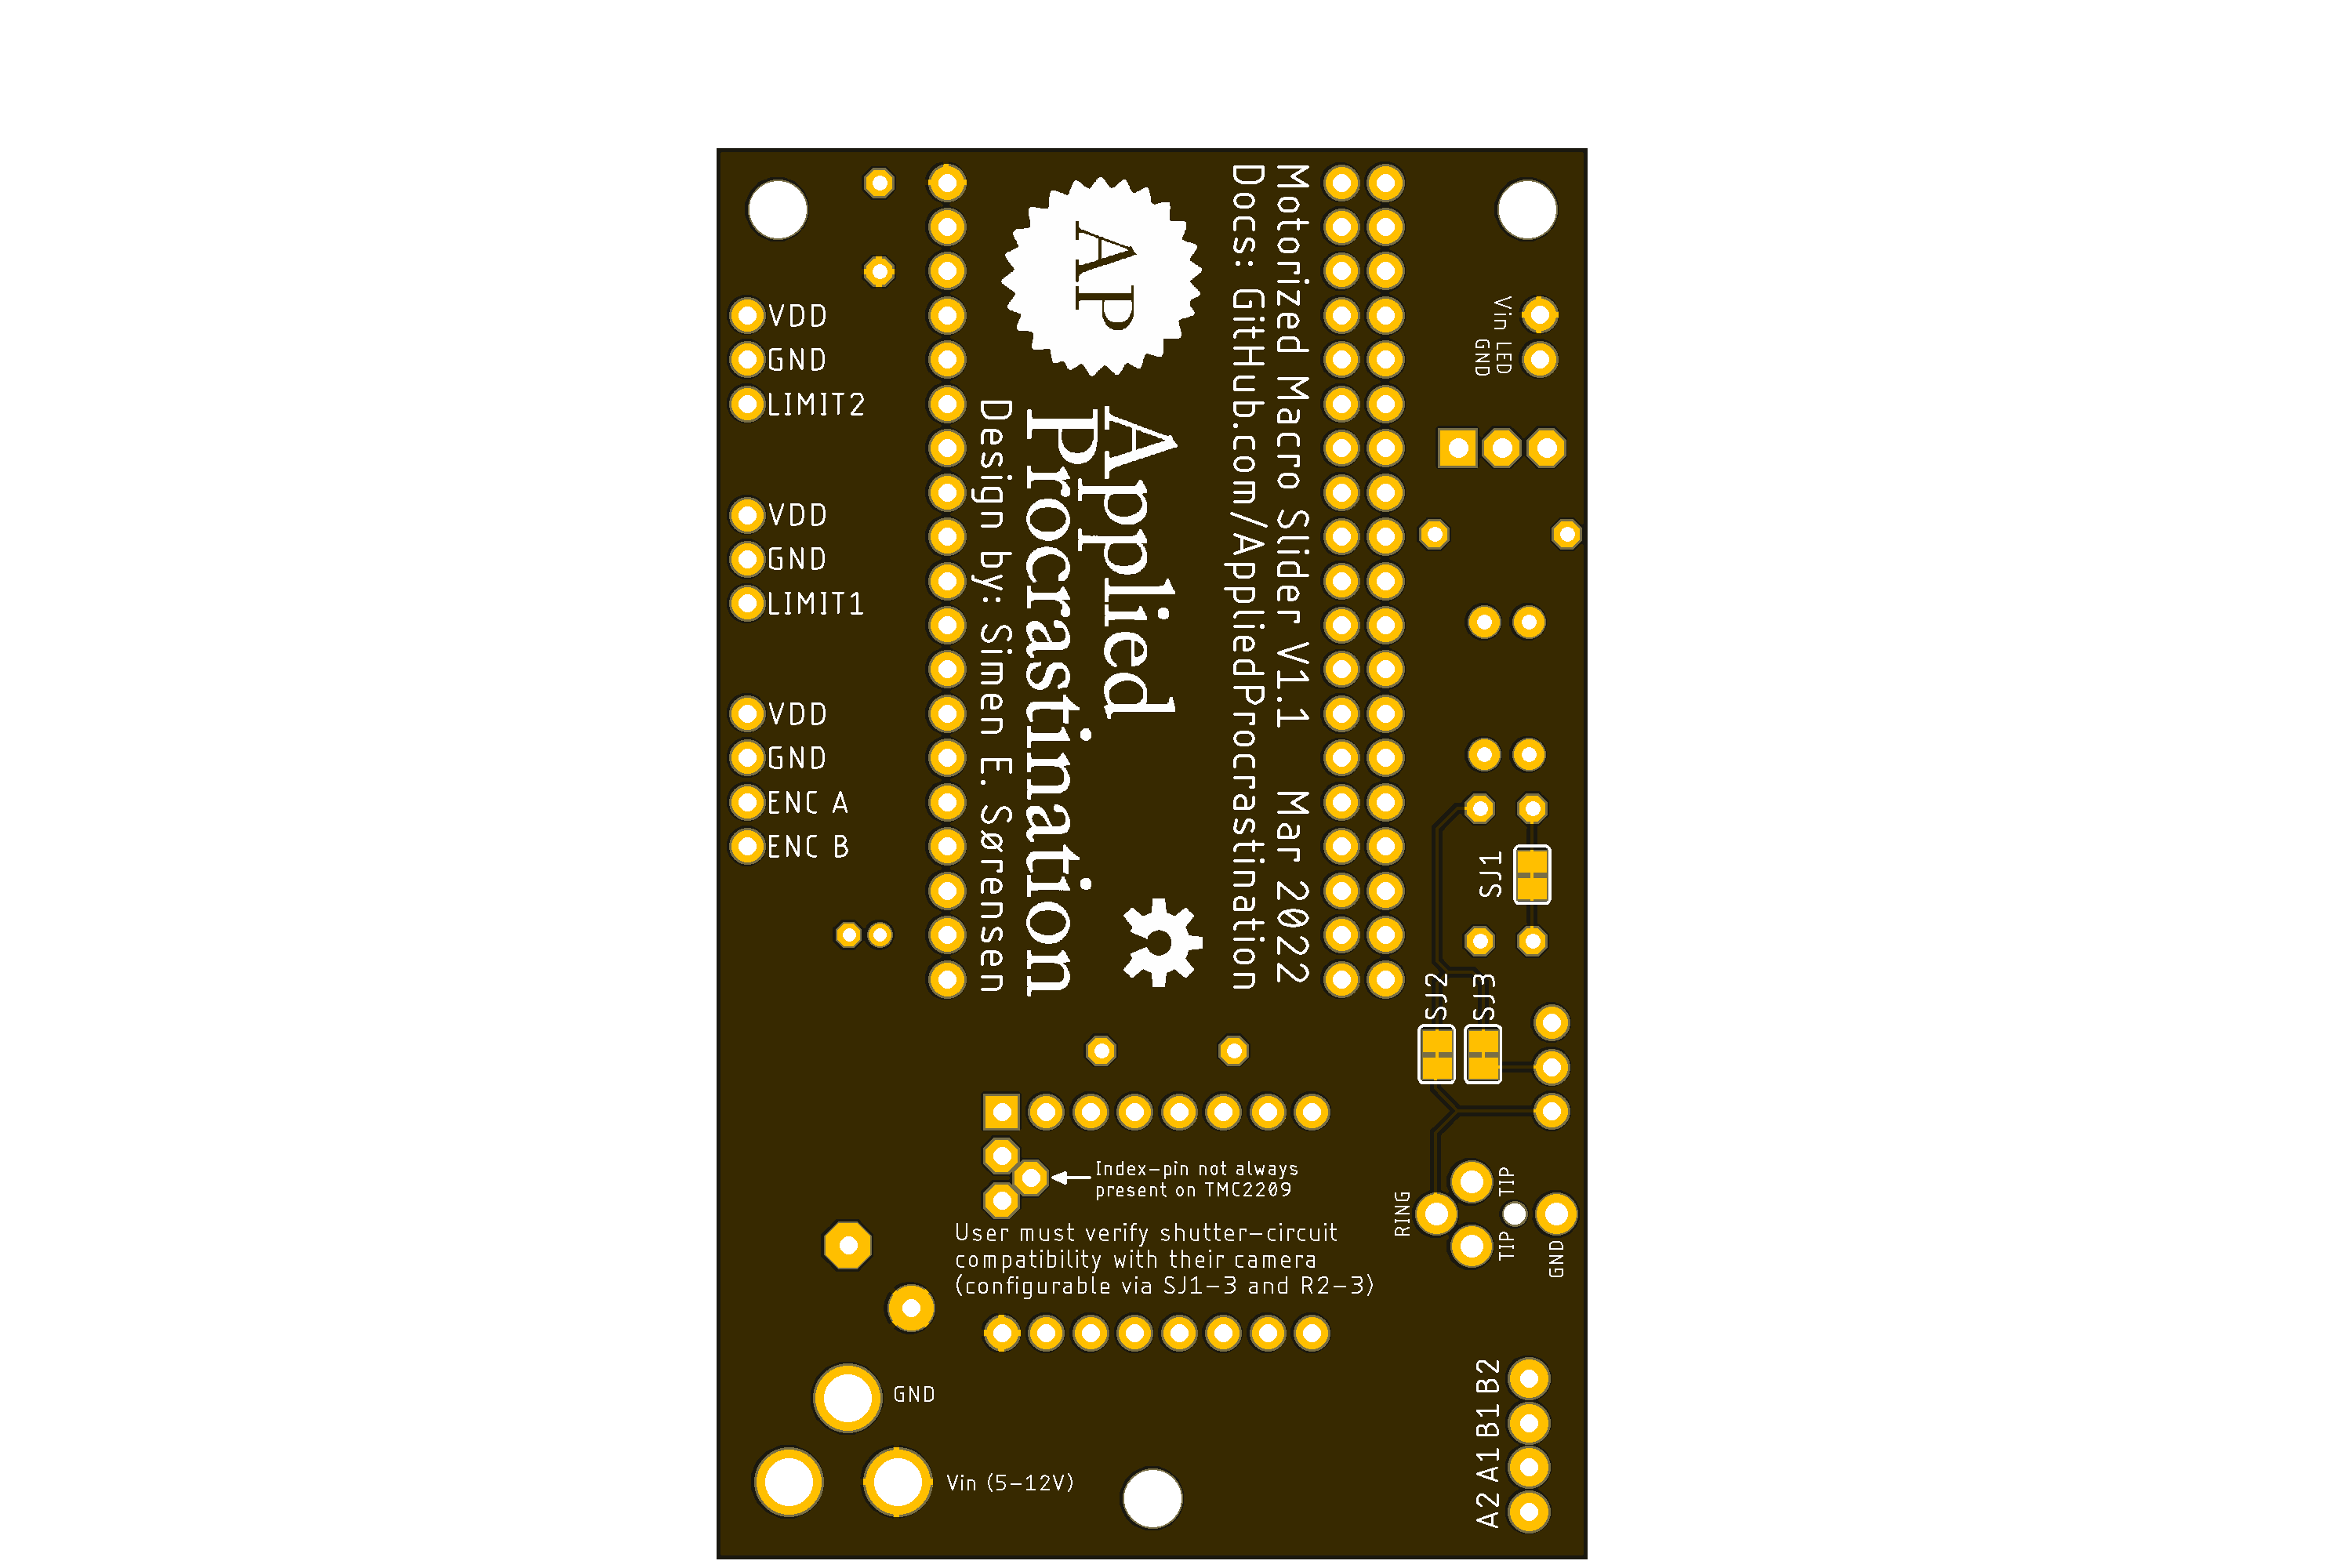 AP
Applied
Procrastination
Design by: Simen E. Sørensen
Motorized Macro Slider V1.1 Mar 2022
Docs: GitHub.com/AppliedProcrastination
Vin LED
GND
VDD
GND
LIMIT2
VDD
GND
LIMIT1
VDD
GND
ENC A
ENC B
SJ1
SJ2
SJ3
Index-pin not always
present on TMC2209
User must verify shutter-circuit
compatibility with their camera
(configurable via SJ1-3 and R2-3)
RING
TIP
TIP
GND
GND
Vin (5-12V)
A2 A1 B1 B2